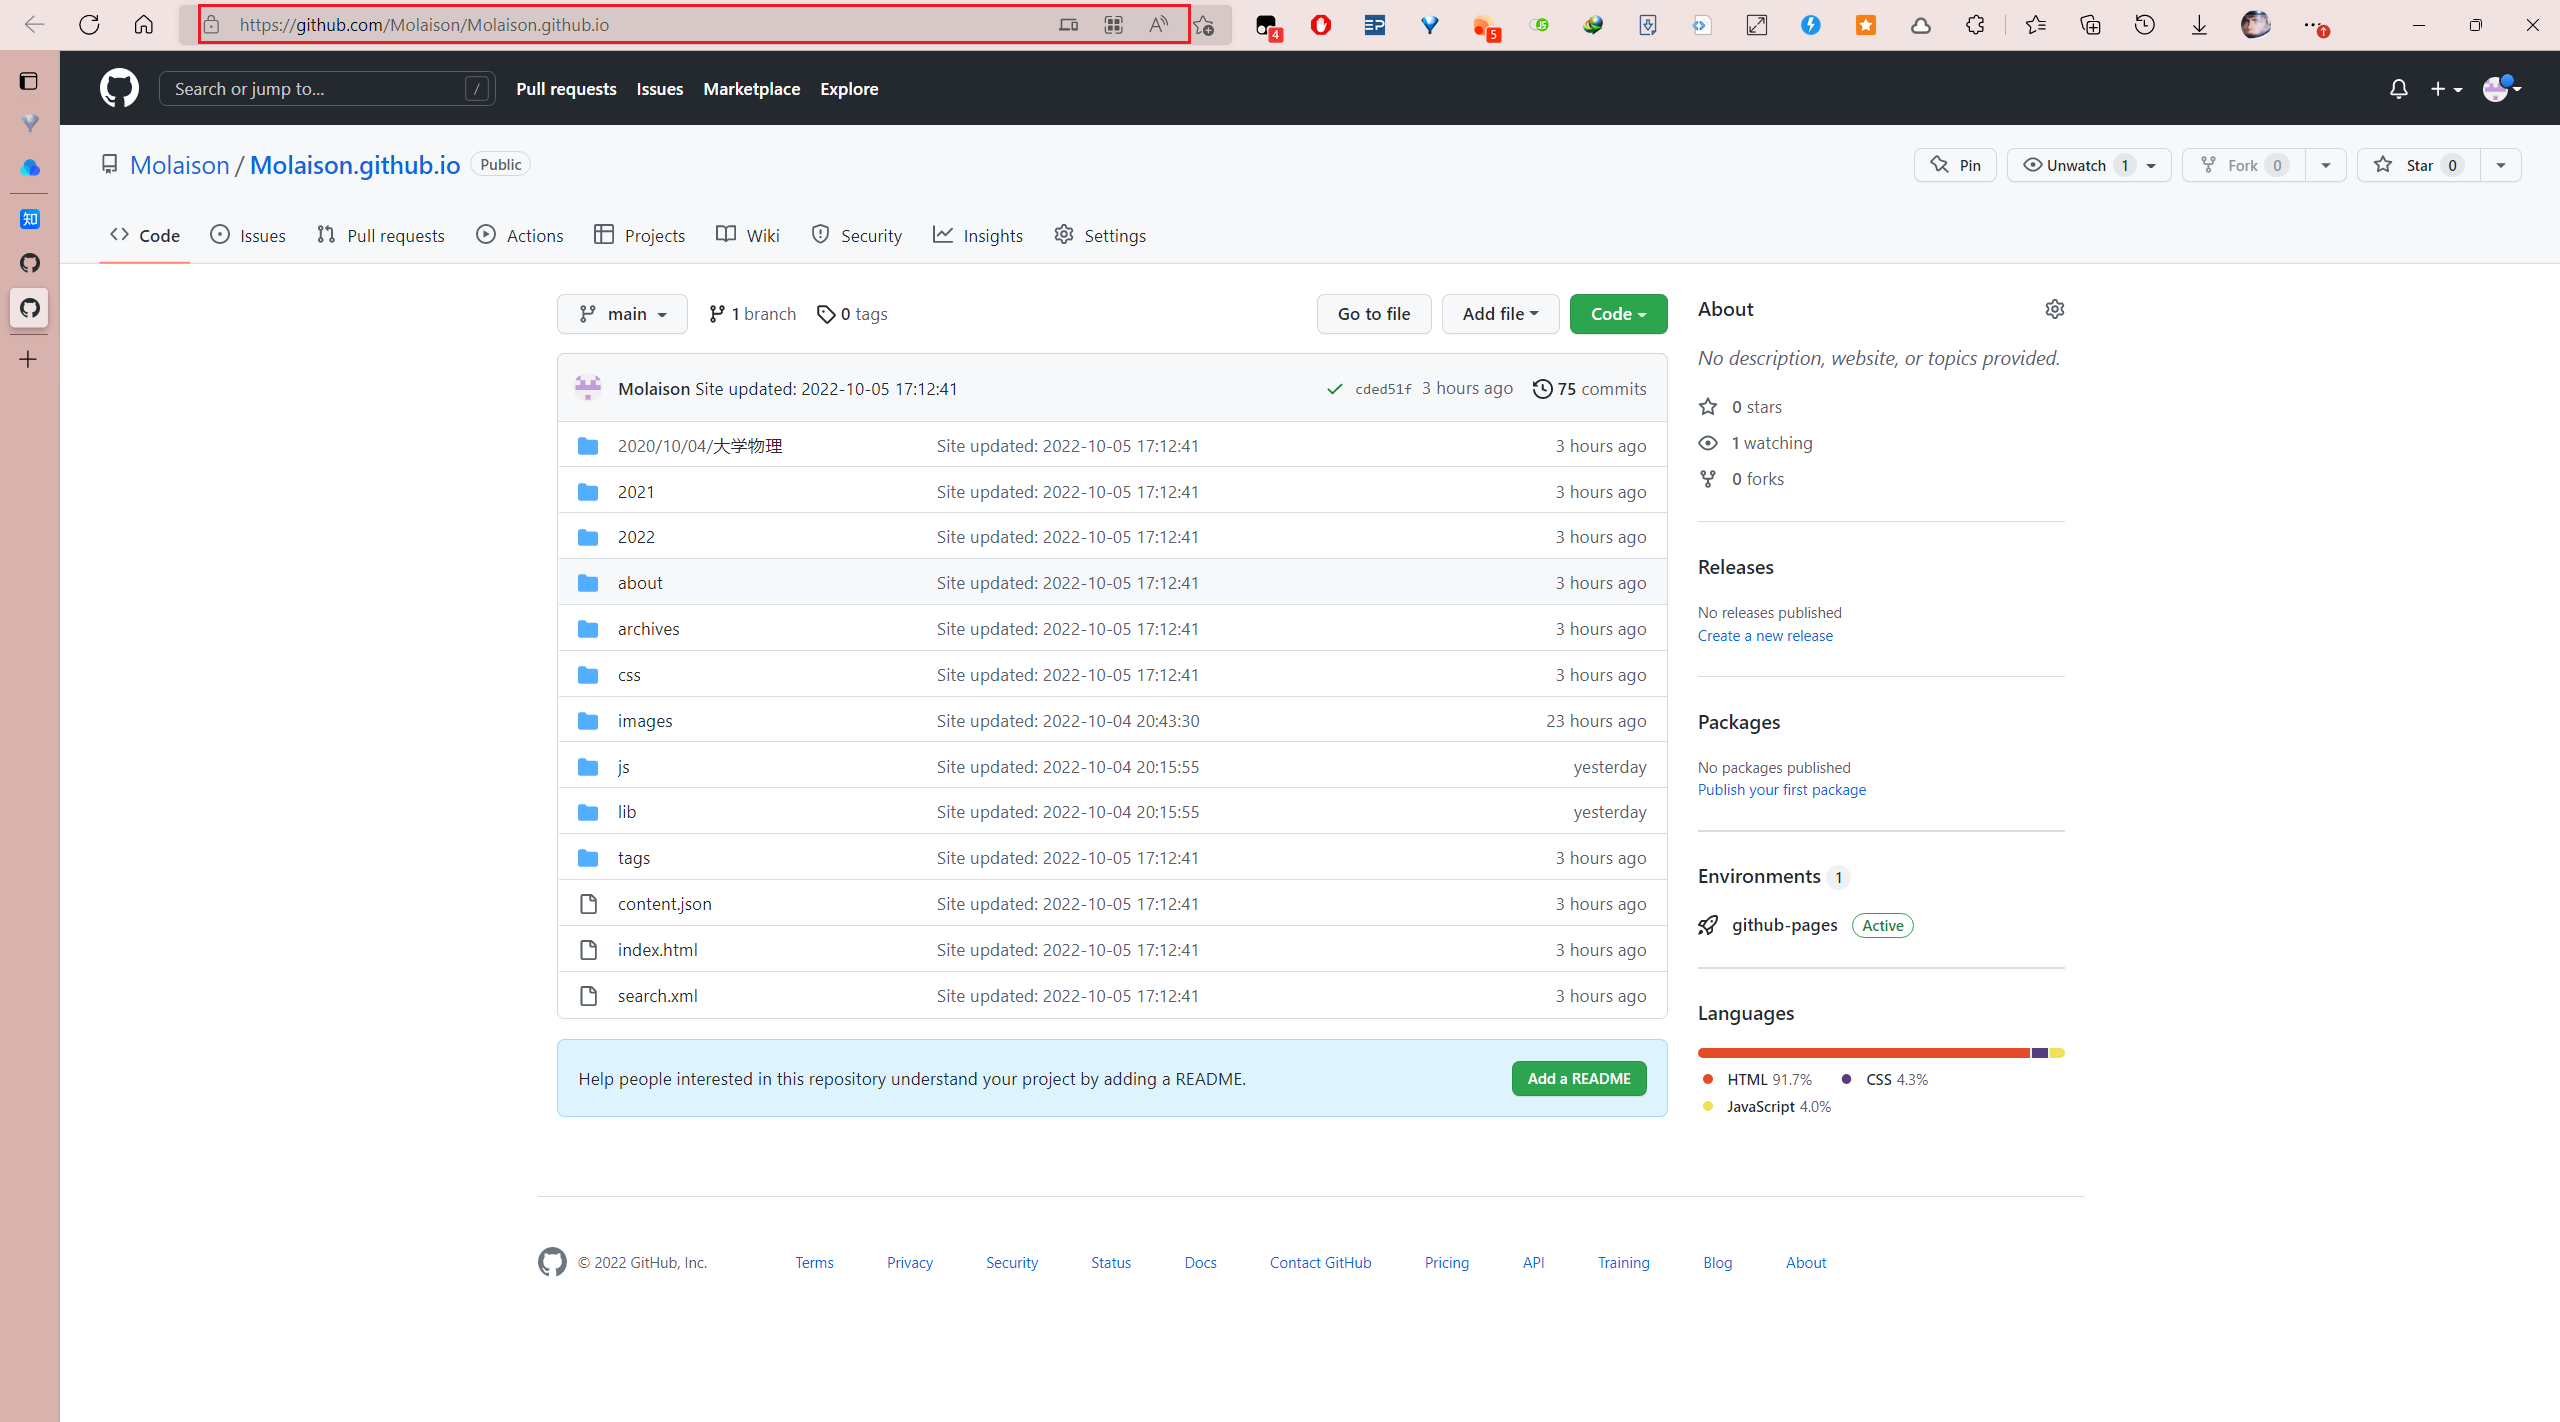 https://github.com/Molaison/Molaison.github.io
4
5
Search or jump to...
/
Pull requests
Issues
Marketplace
Explore
知
Molaison / Molaison.github.io Public
Pin
Unwatch 1
Fork 0
Star 0
Code
Issues
Pull requests
Actions
Projects
Wiki
Security
Insights
Settings
main
1 branch
0 tags
Go to file
Add file
Code
Molaison Site updated: 2022-10-05 17:12:41
cded51f 3 hours ago
75 commits
2020/10/04/大学物理 Site updated: 2022-10-05 17:12:41 3 hours ago
2021 Site updated: 2022-10-05 17:12:41 3 hours ago
2022 Site updated: 2022-10-05 17:12:41 3 hours ago
about Site updated: 2022-10-05 17:12:41 3 hours ago
archives Site updated: 2022-10-05 17:12:41 3 hours ago
css Site updated: 2022-10-05 17:12:41 3 hours ago
images Site updated: 2022-10-04 20:43:30 23 hours ago
js Site updated: 2022-10-04 20:15:55 yesterday
lib Site updated: 2022-10-04 20:15:55 yesterday
tags Site updated: 2022-10-05 17:12:41 3 hours ago
content.json Site updated: 2022-10-05 17:12:41 3 hours ago
index.html Site updated: 2022-10-05 17:12:41 3 hours ago
search.xml Site updated: 2022-10-05 17:12:41 3 hours ago
Help people interested in this repository understand your project by adding a README.
Add a README
About
No description, website, or topics provided.
0 stars
1 watching
0 forks
Releases
No releases published
Create a new release
Packages
No packages published
Publish your first package
Environments 1
github-pages Active
Languages
HTML 91.7% CSS 4.3%
JavaScript 4.0%
© 2022 GitHub, Inc.
Terms
Privacy
Security
Status
Docs
Contact GitHub
Pricing
API
Training
Blog
About